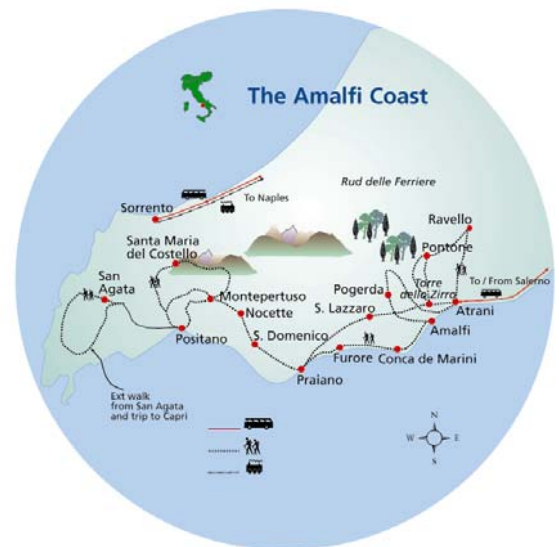 The Amalfi Coast
Rud delle Ferriere
To Naples
Sorrento
Ravello
Santa Maria
del Costello
Pontone
San
Agata
Pogerda
Torre
dello Zirra
To / From Salerno
Montepertuso
S. Lazzaro
Atrani
Nocette
Amalfi
Positano
S. Domenico
Furore
Conca de Marini
Praiano
Ext walk
from San Agata
and trip to Capri
N
W
E
S